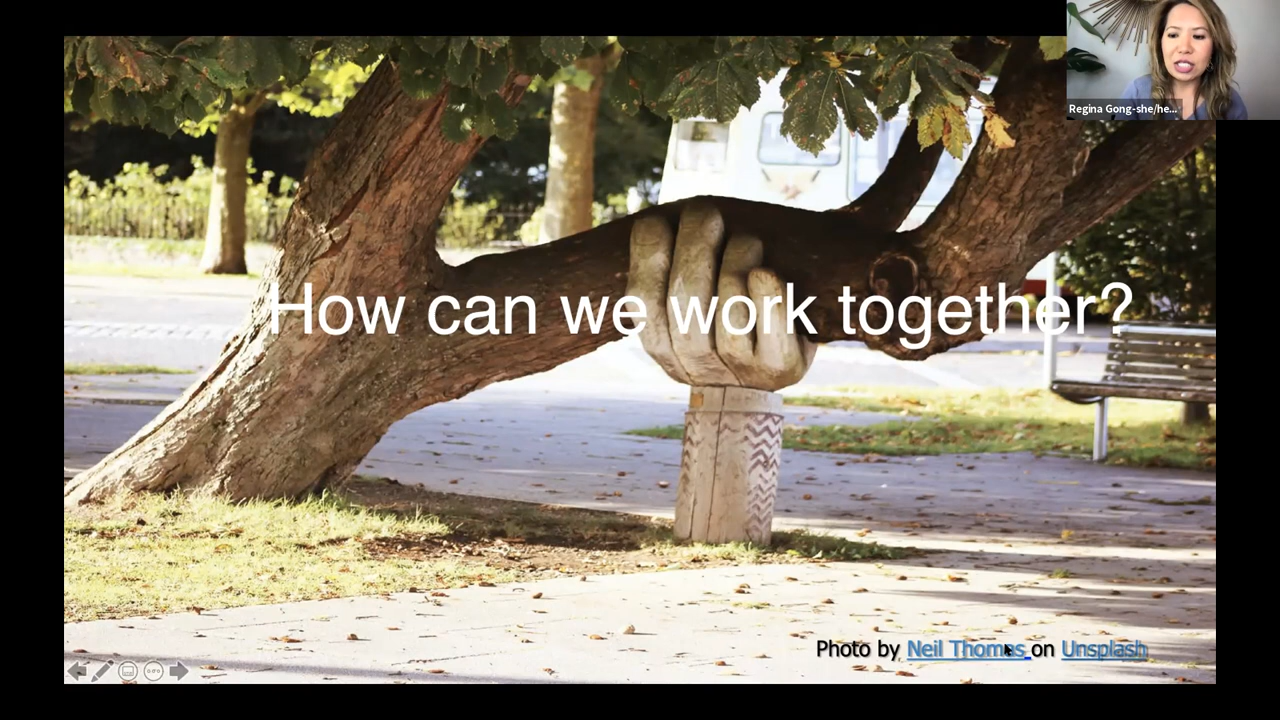 Regina Gong-she/he...
How can we work together?
Photo by Neil Thomas on Unsplash